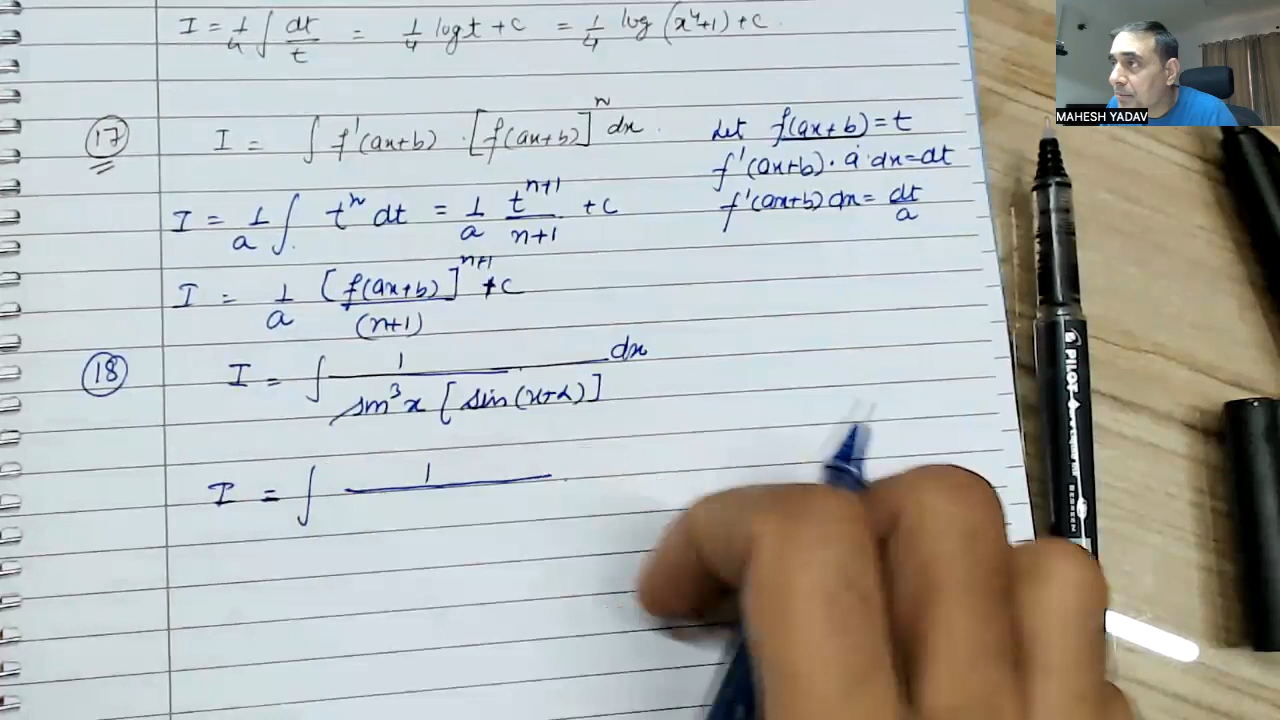 I = 1/4 ∫ dt/t = 1/4 log t + c = 1/4 log (x⁴+1) + c.
MAHESH YADAV
(17) I = ∫ f'(ax+b) · [f(ax+b)]ⁿ dx.
Let f(ax+b) = t
f'(ax+b) · a · dx = dt
I = 1/a ∫ tⁿ dt = 1/a tⁿ⁺¹/n+1 + c
f'(ax+b) dx = dt/a
I = 1/a [f(ax+b)]ⁿ⁺¹/(n+1) + c
(18) I = ∫ 1/sin³x [sin(x+α)] dx
I = ∫ 1
PILOT